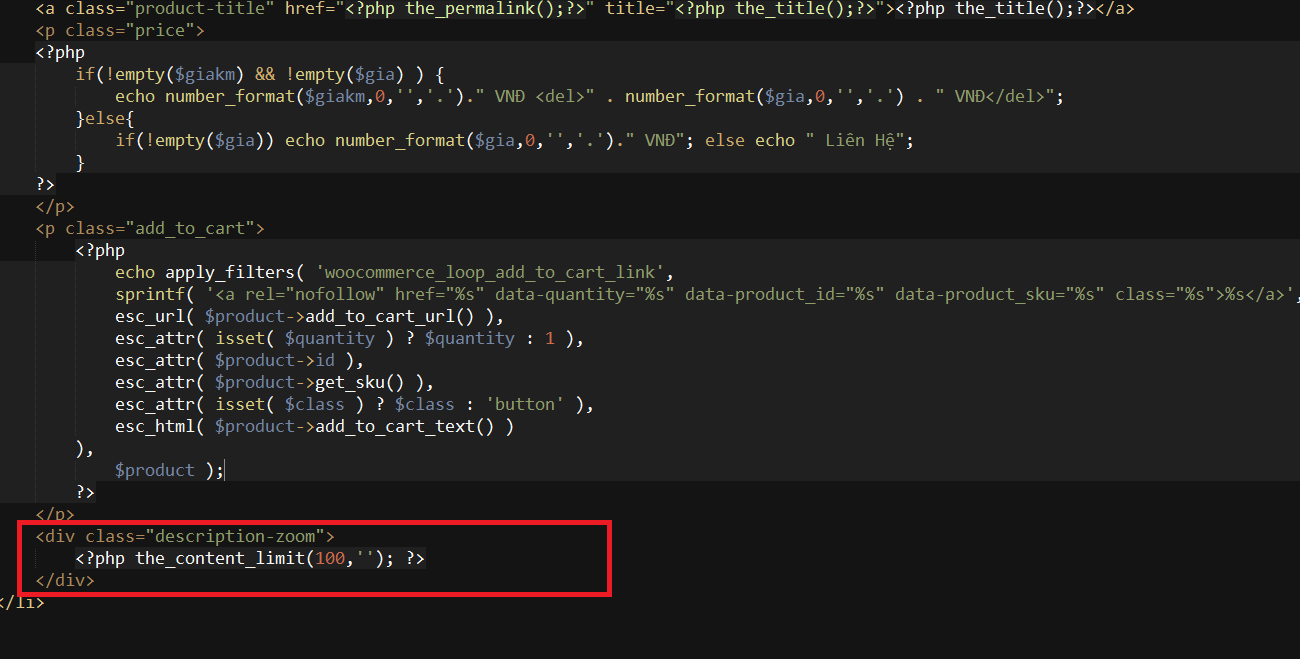 <a class="product-title" href="<?php the_permalink();?>" title="<?php the_title();?>"><?php the_title();?></a>
<p class="price">
<?php
if(!empty($giakm) && !empty($gia) ) {
echo number_format($giakm,0,'','.')." VNĐ <del>" . number_format($gia,0,'','.') . " VNĐ</del>";
}else{
if(!empty($gia)) echo number_format($gia,0,'','.')." VNĐ"; else echo " Liên Hệ";
}
?>
</p>
<p class="add_to_cart">
<?php
echo apply_filters( 'woocommerce_loop_add_to_cart_link',
sprintf( '<a rel="nofollow" href="%s" data-quantity="%s" data-product_id="%s" data-product_sku="%s" class="%s">%s</a>',
esc_url( $product->add_to_cart_url() ),
esc_attr( isset( $quantity ) ? $quantity : 1 ),
esc_attr( $product->id ),
esc_attr( $product->get_sku() ),
esc_attr( isset( $class ) ? $class : 'button' ),
esc_html( $product->add_to_cart_text() )
),
$product );
?>
</p>
<div class="description-zoom">
<?php the_content_limit(100,''); ?>
</div>
</li>